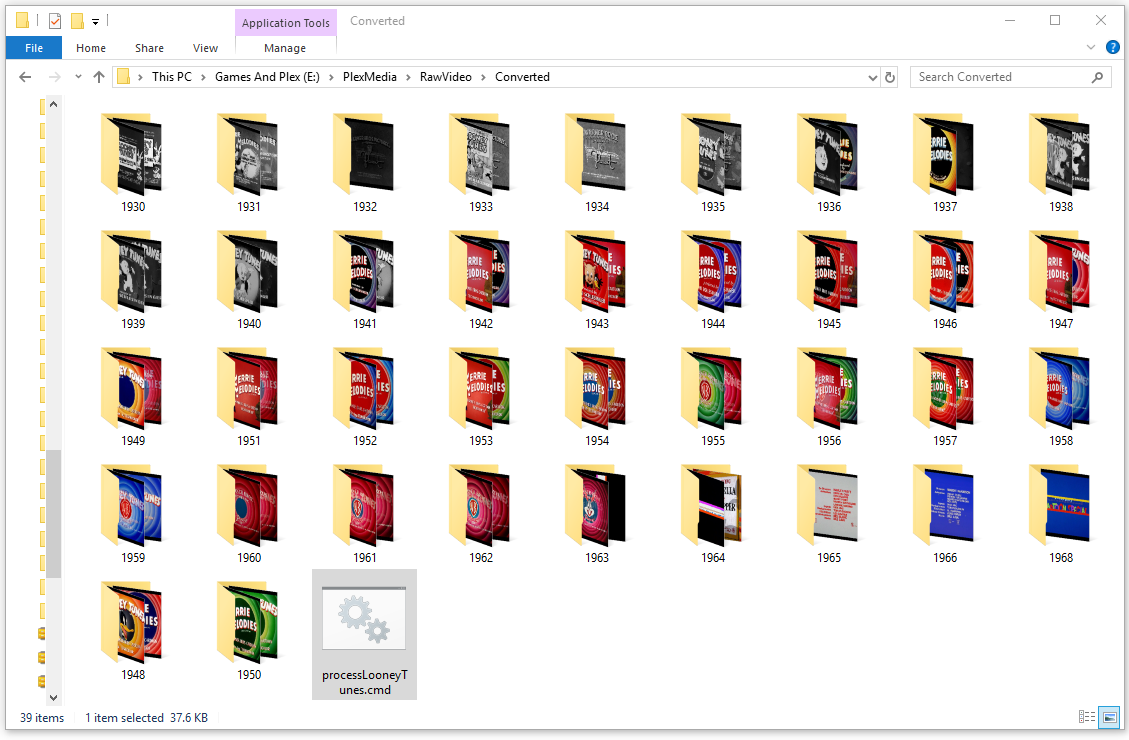 Application Tools
Converted
File
Home
Share
View
Manage
This PC > Games And Plex (E:) > PlexMedia > RawVideo > Converted
Search Converted
1930
1931
1932
1933
1934
1935
1936
1937
1938
1939
1940
1941
1942
1943
1944
1945
1946
1947
1949
1951
1952
1953
1954
1955
1956
1957
1958
1959
1960
1961
1962
1963
1964
1965
1966
1968
1948
1950
processLooneyT
unes.cmd
39 items
1 item selected 37.6 KB